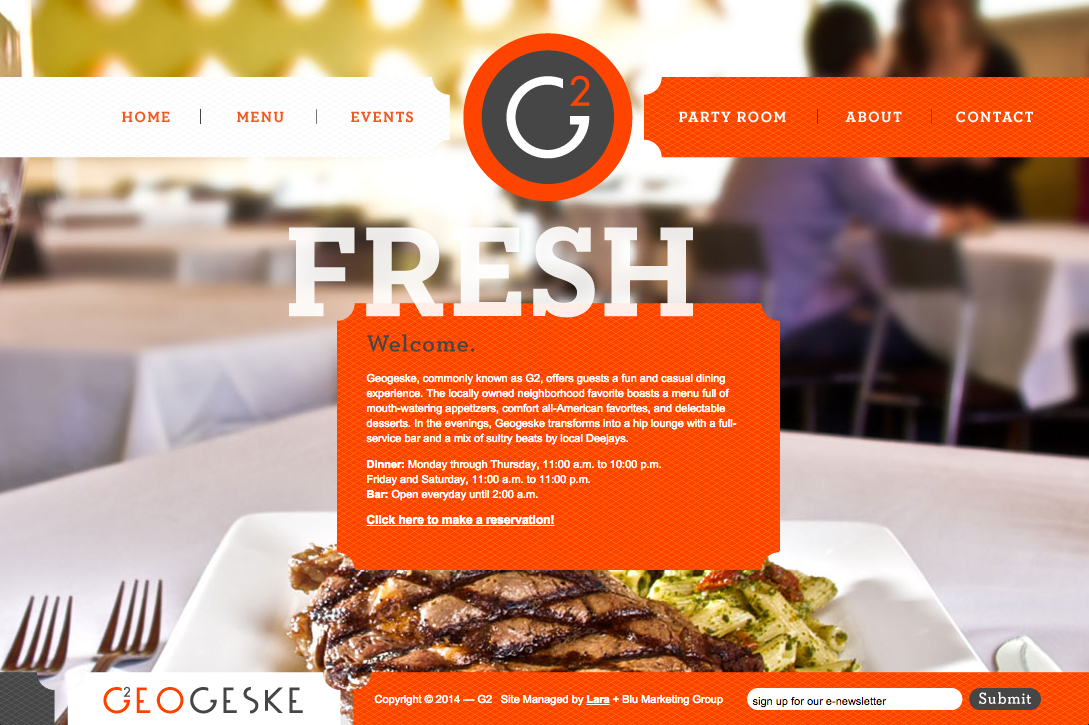 HOME MENU EVENTS G2 PARTY ROOM ABOUT CONTACT
FRESH
Welcome.
Geogeske, commonly known as G2, offers guests a fun and casual dining
experience. The locally owned neighborhood favorite boasts a menu full of
mouth-watering appetizers, comfort all-American favorites, and delectable
desserts. In the evenings, Geogeske transforms into a hip lounge with a full-
service bar and a mix of sultry beats by local Deejays.
Dinner: Monday through Thursday, 11:00 a.m. to 10:00 p.m.
Friday and Saturday, 11:00 a.m. to 11:00 p.m.
Bar: Open everyday until 2:00 a.m.
Click here to make a reservation!
G2EOGESKE Copyright © 2014 — G2 Site Managed by Lara + Blu Marketing Group sign up for our e-newsletter Submit